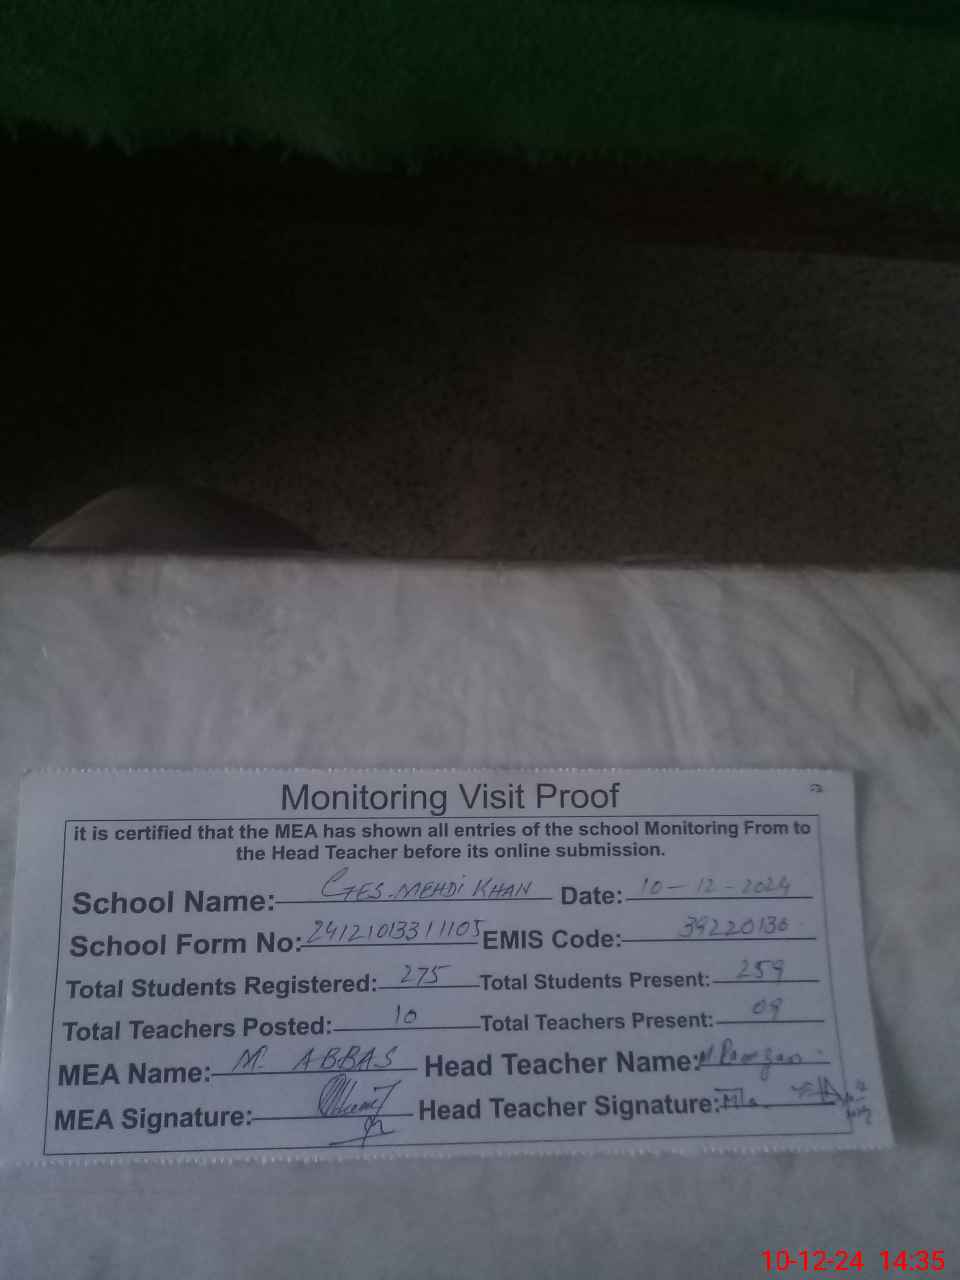 Monitoring Visit Proof
it is certified that the MEA has shown all entries of the school Monitoring From to
the Head Teacher before its online submission.
School Name: GES. MEHDI KHAN Date: 10-12-2024
School Form No: 24121013311105 EMIS Code: 39220130
Total Students Registered: 275 Total Students Present: 259
Total Teachers Posted: 10 Total Teachers Present: 09
MEA Name: M. ABBAS Head Teacher Name: M Ramzan
MEA Signature: Head Teacher Signature:
10-12-24 14:35